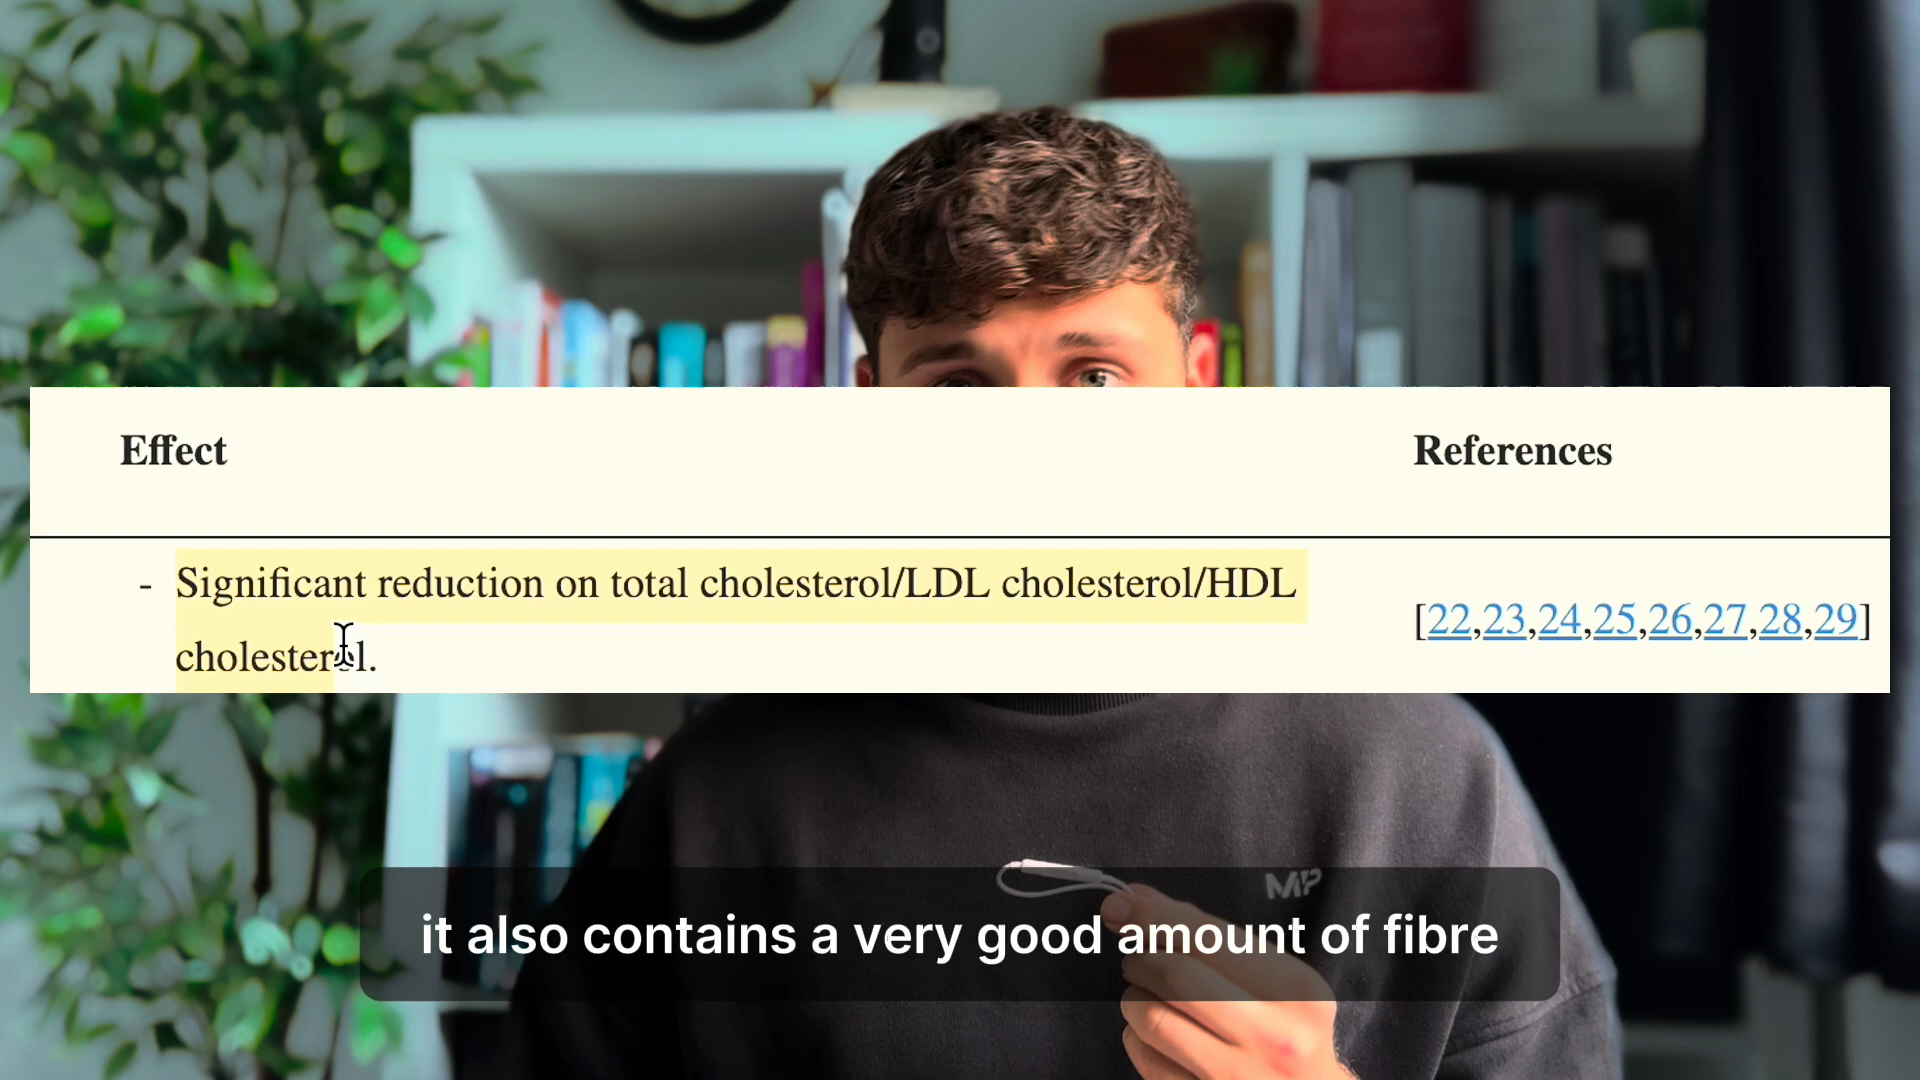 Effect
References
- Significant reduction on total cholesterol/LDL cholesterol/HDL
cholesterol.
[22,23,24,25,26,27,28,29]
MP
it also contains a very good amount of fibre